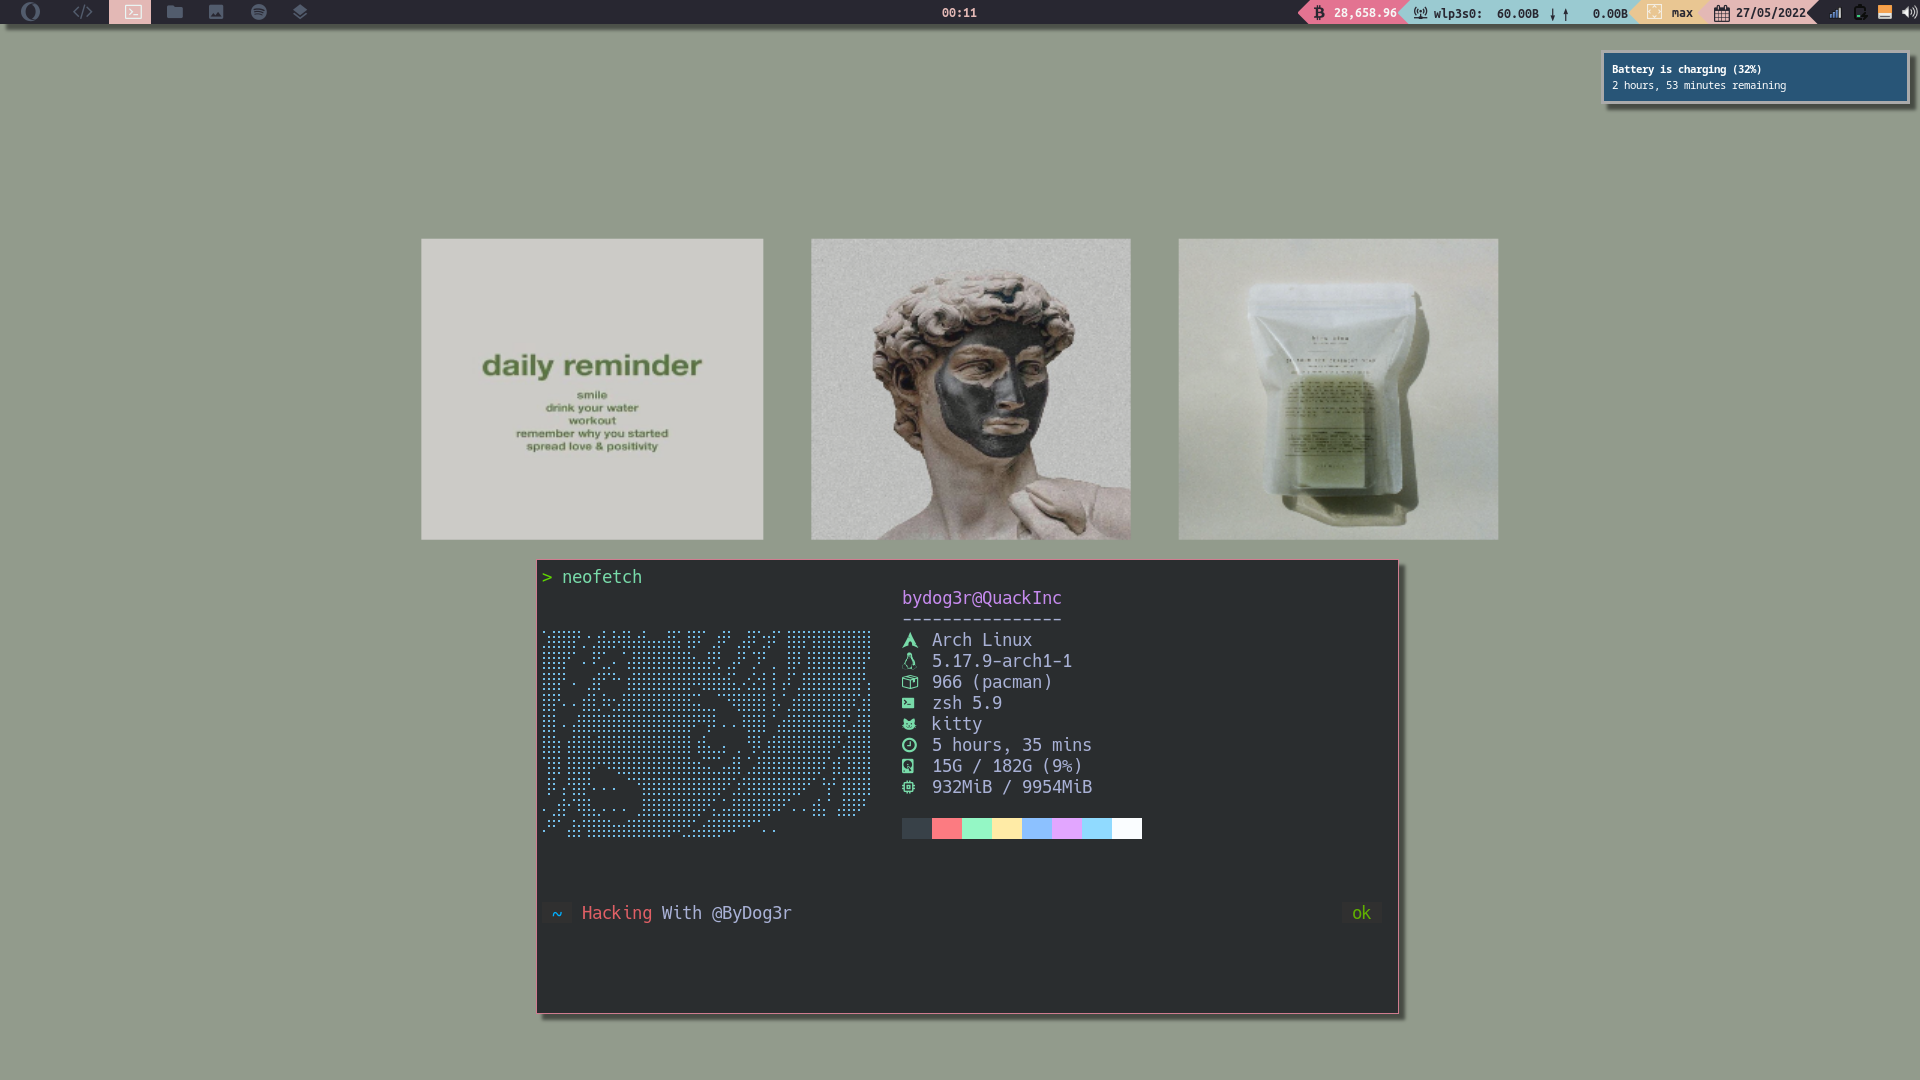 00:11
28,658.96
wlp3s0: 60.00B ↓↑ 0.00B
max
27/05/2022
Battery is charging (32%)
2 hours, 53 minutes remaining
daily reminder
smile
drink your water
workout
remember why you started
spread love & positivity
> neofetch
bydog3r@QuackInc
----------------
Arch Linux
5.17.9-arch1-1
966 (pacman)
zsh 5.9
kitty
5 hours, 35 mins
15G / 182G (9%)
932MiB / 9954MiB
~ Hacking With @ByDog3r
ok